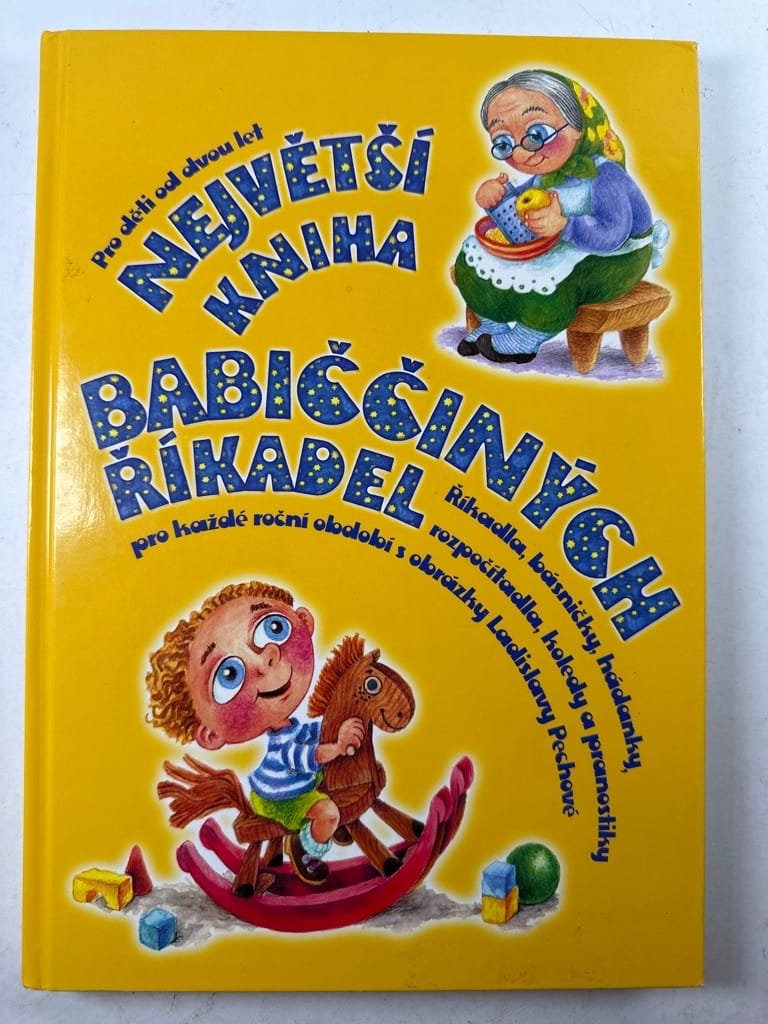 Pro děti od dvou let
NEJVĚTŠÍ
KNIHA
BABIČČINÝCH
ŘÍKADEL
pro každé roční období s obrázky Ladislavy Pechové
Říkadla, básničky, hádanky,
rozpočítadla, koledy a pranostiky